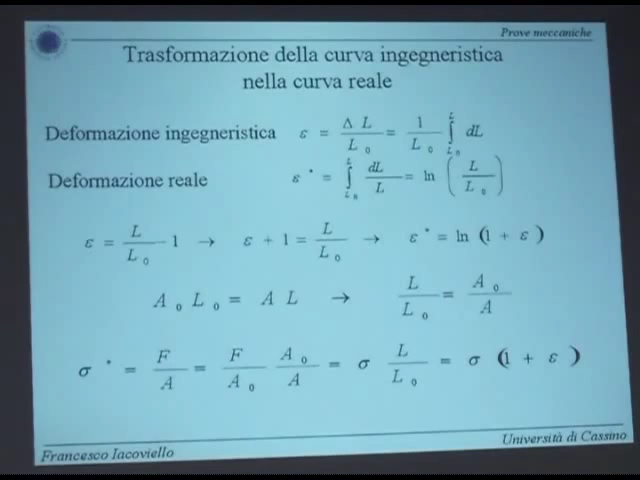 Prove meccaniche
Trasformazione della curva ingegneristica
nella curva reale
Deformazione ingegneristica ε = Δ L / L₀ = 1 / L₀ ∫_{L₀}^{L} dL
Deformazione reale ε* = ∫_{L₀}^{L} dL / L = ln (L / L₀)
ε = L / L₀ - 1 → ε + 1 = L / L₀ → ε* = ln (1 + ε)
A₀ L₀ = A L → L / L₀ = A₀ / A
σ* = F / A = F / A₀ A₀ / A = σ L / L₀ = σ (1 + ε)
Francesco Iacoviello
Università di Cassino